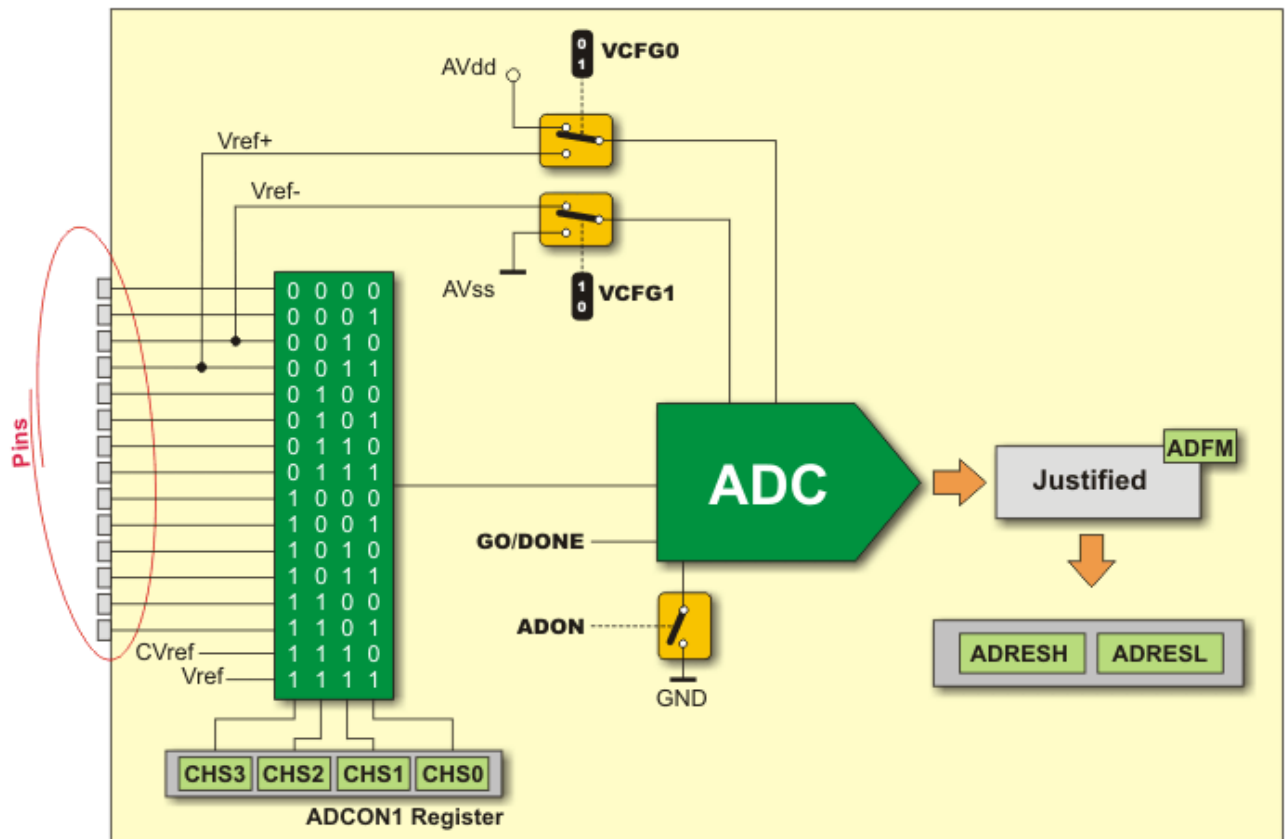 0
1
VCFG0
AVdd
Vref+
Vref-
AVss
1
0
VCFG1
Pins
0 0 0 0
0 0 0 1
0 0 1 0
0 0 1 1
0 1 0 0
0 1 0 1
0 1 1 0
0 1 1 1
1 0 0 0
1 0 0 1
1 0 1 0
1 0 1 1
1 1 0 0
1 1 0 1
CVref 1 1 1 0
Vref 1 1 1 1
ADC
GO/DONE
ADON
GND
ADFM
Justified
ADRESH ADRESL
CHS3 CHS2 CHS1 CHS0
ADCON1 Register